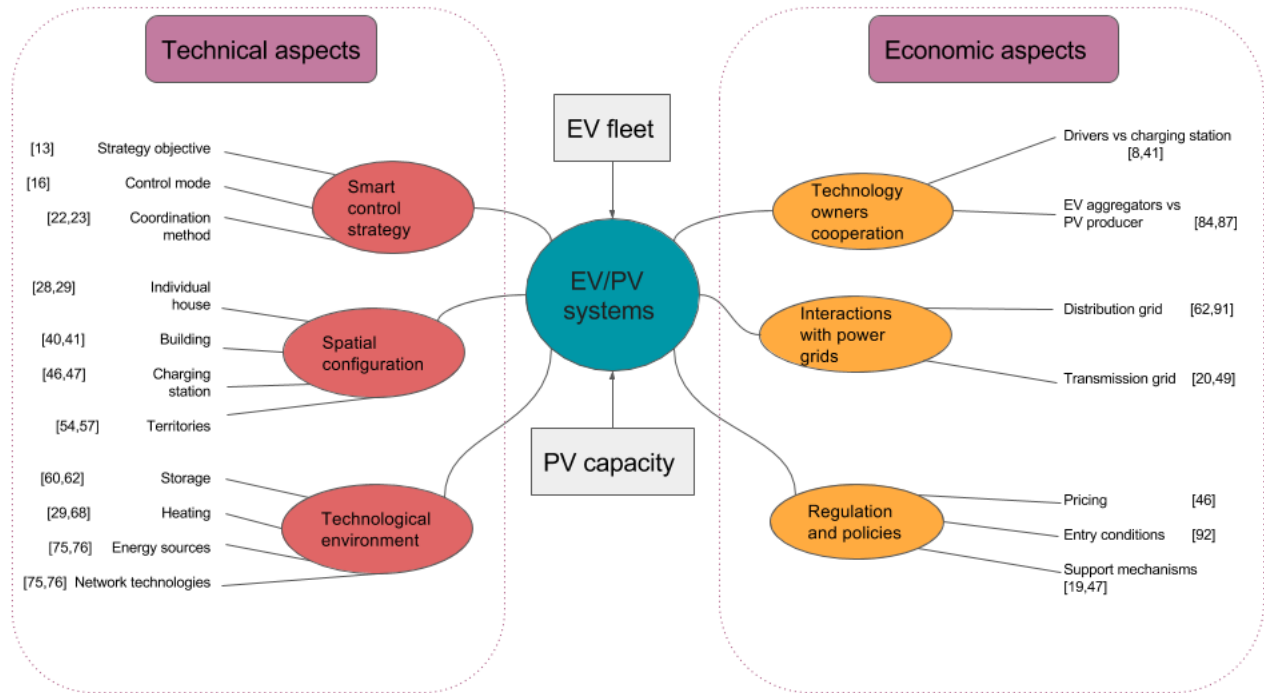 Technical aspects
[13] Strategy objective
[16] Control mode
[22,23] Coordination
method
Smart
control
strategy
[28,29] Individual
house
[40,41] Building
[46,47] Charging
station
[54,57] Territories
Spatial
configuration
[60,62] Storage
[29,68] Heating
[75,76] Energy sources
[75,76] Network technologies
Technological
environment
EV fleet
EV/PV
systems
PV capacity
Economic aspects
Technology
owners
cooperation
Drivers vs charging station
[8,41]
EV aggregators vs
PV producer [84,87]
Interactions
with power
grids
Distribution grid [62,91]
Transmission grid [20,49]
Regulation
and policies
Pricing [46]
Entry conditions [92]
Support mechanisms
[19,47]